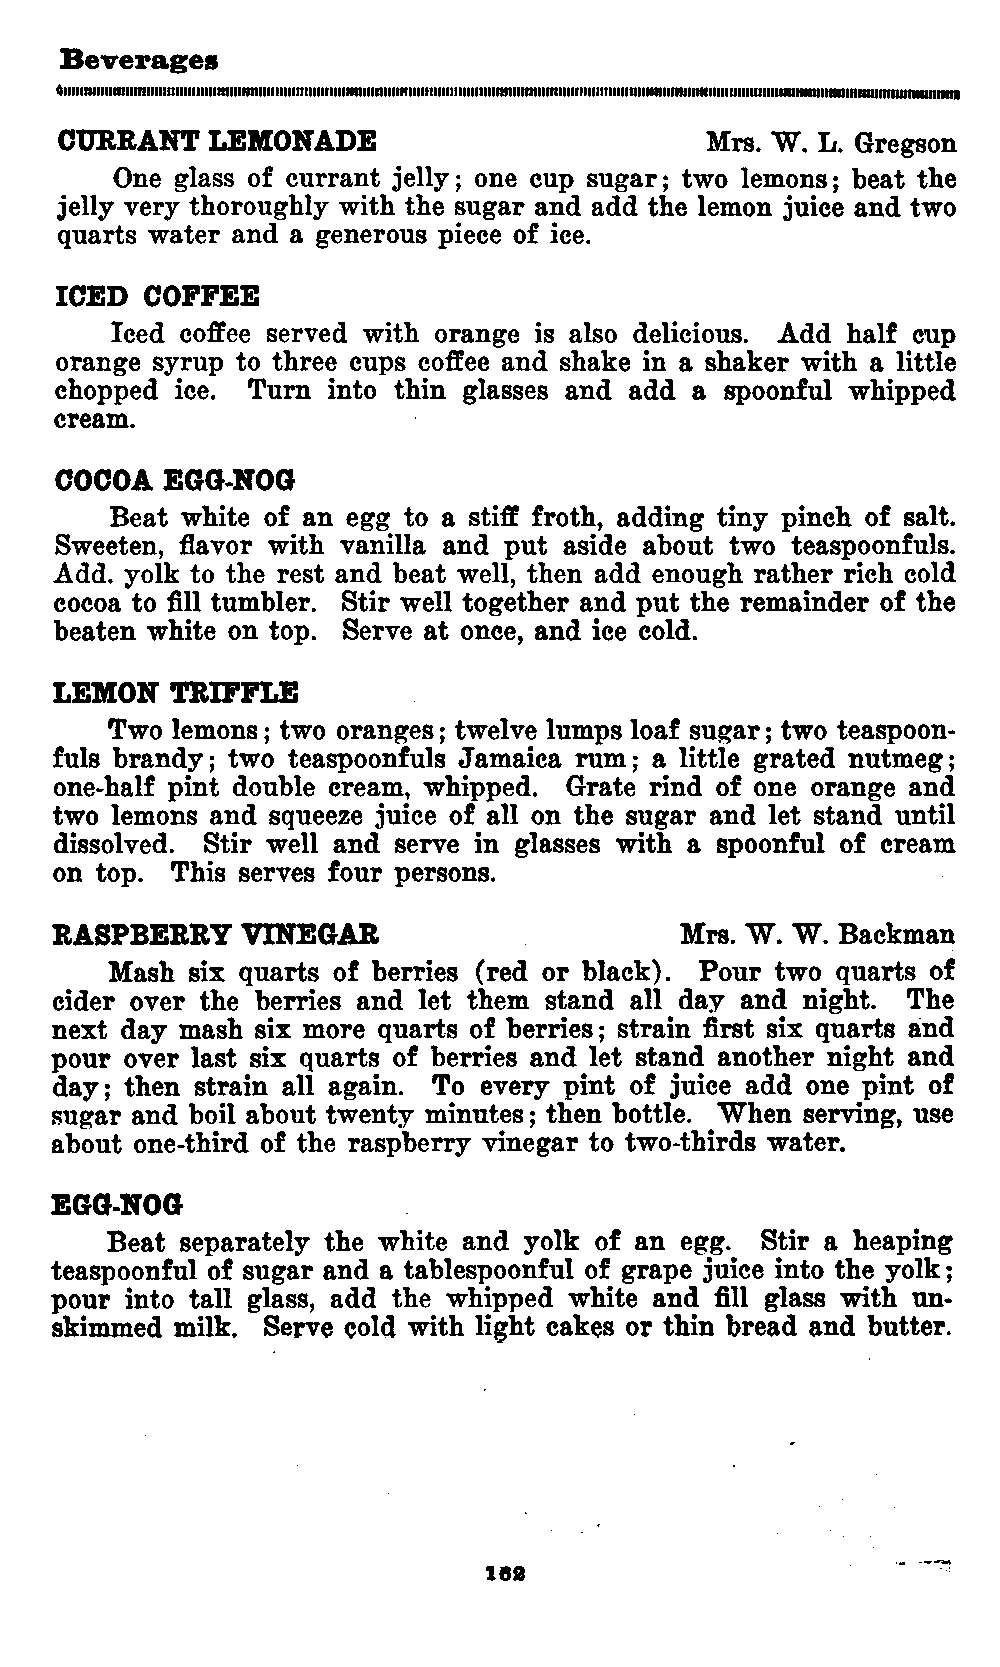 Beverages
CURRANT LEMONADE Mrs. W. L. Gregson
One glass of currant jelly; one cup sugar; two lemons; beat the
jelly very thoroughly with the sugar and add the lemon juice and two
quarts water and a generous piece of ice.
ICED COFFEE
Iced coffee served with orange is also delicious. Add half cup
orange syrup to three cups coffee and shake in a shaker with a little
chopped ice. Turn into thin glasses and add a spoonful whipped
cream.
COCOA EGG-NOG
Beat white of an egg to a stiff froth, adding tiny pinch of salt.
Sweeten, flavor with vanilla and put aside about two teaspoonfuls.
Add. yolk to the rest and beat well, then add enough rather rich cold
cocoa to fill tumbler. Stir well together and put the remainder of the
beaten white on top. Serve at once, and ice cold.
LEMON TRIFFLE
Two lemons; two oranges; twelve lumps loaf sugar; two teaspoon-
fuls brandy; two teaspoonfuls Jamaica rum; a little grated nutmeg;
one-half pint double cream, whipped. Grate rind of one orange and
two lemons and squeeze juice of all on the sugar and let stand until
dissolved. Stir well and serve in glasses with a spoonful of cream
on top. This serves four persons.
RASPBERRY VINEGAR Mrs. W. W. Backman
Mash six quarts of berries (red or black). Pour two quarts of
cider over the berries and let them stand all day and night. The
next day mash six more quarts of berries; strain first six quarts and
pour over last six quarts of berries and let stand another night and
day; then strain all again. To every pint of juice add one pint of
sugar and boil about twenty minutes; then bottle. When serving, use
about one-third of the raspberry vinegar to two-thirds water.
EGG-NOG
Beat separately the white and yolk of an egg. Stir a heaping
teaspoonful of sugar and a tablespoonful of grape juice into the yolk;
pour into tall glass, add the whipped white and fill glass with un-
skimmed milk. Serve cold with light cakes or thin bread and butter.
162